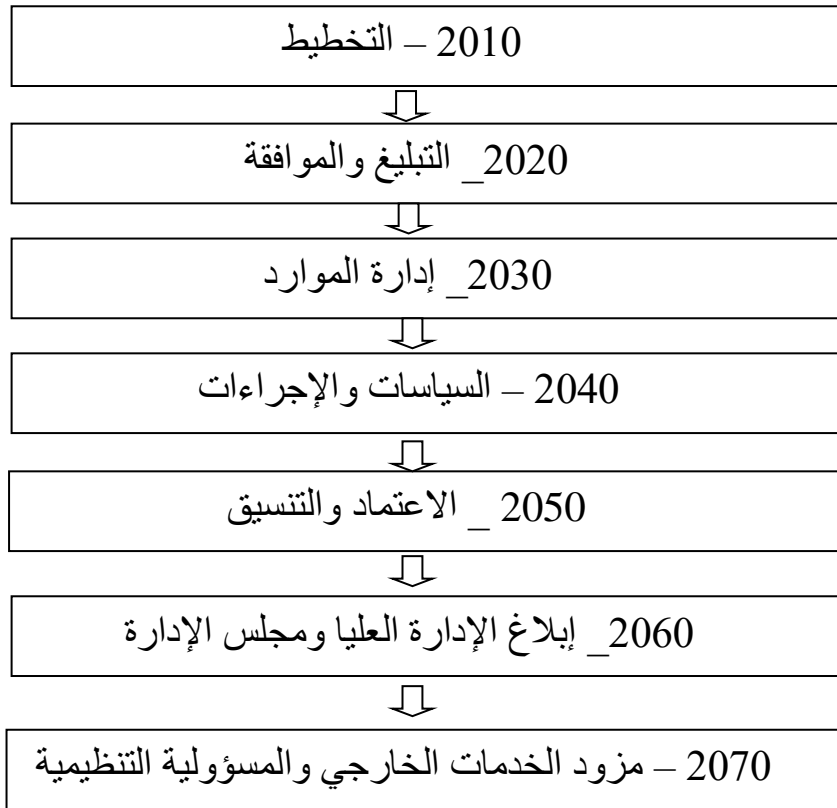 2010 – التخطيط
2020_ التبليغ والموافقة
2030_ إدارة الموارد
2040 – السياسات والإجراءات
2050 _ الاعتماد والتنسيق
2060_ إبلاغ الإدارة العليا ومجلس الإدارة
2070 – مزود الخدمات الخارجي والمسؤولية التنظيمية